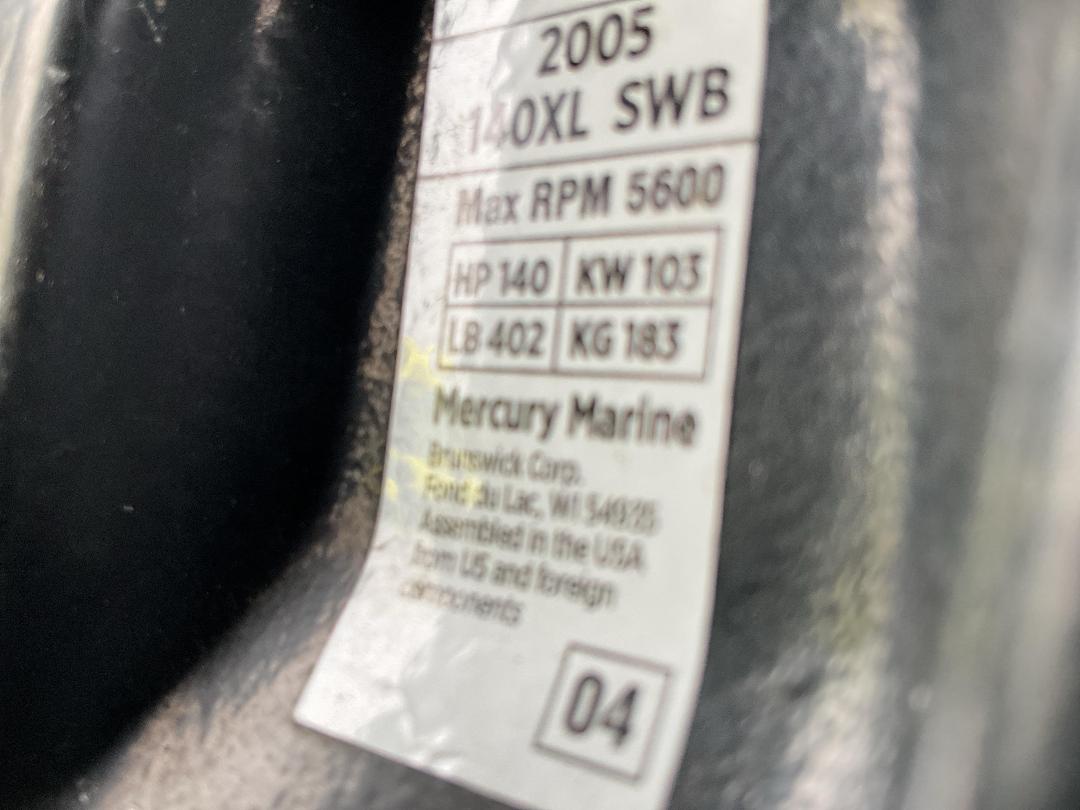 2005
140XL SWB
Max RPM 5600
HP 140 KW 103
LB 402 KG 183
Mercury Marine
Brunswick Corp.
Fond du Lac, WI 54935
Assembled in the USA
from US and foreign
components
04